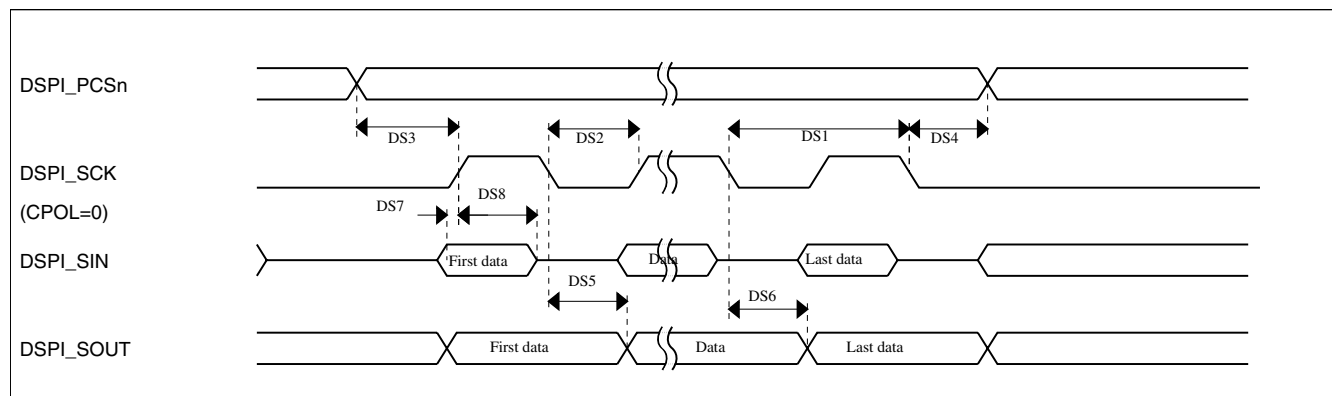 DSPI_PCSn
DS3
DS2
DS1
DS4
DSPI_SCK
(CPOL=0)
DS7
DS8
DSPI_SIN
First data
Data
Last data
DS5
DS6
DSPI_SOUT
First data
Data
Last data